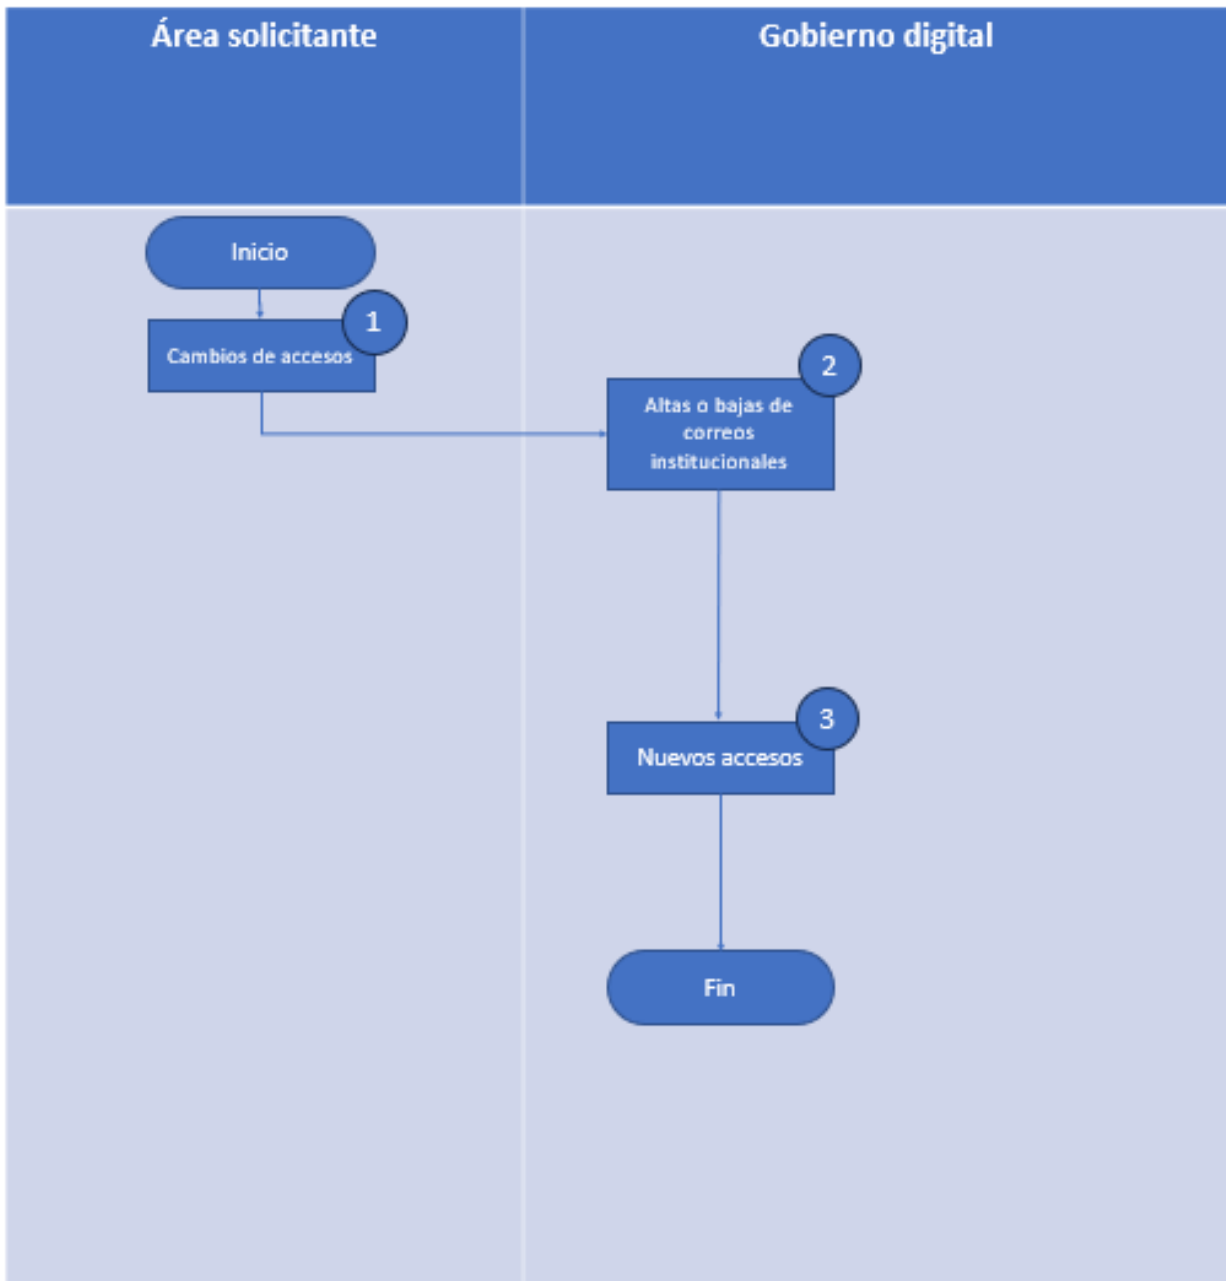 Área solicitante
Gobierno digital
Inicio
1
Cambios de accesos
2
Altas o bajas de
correos
institucionales
3
Nuevos accesos
Fin